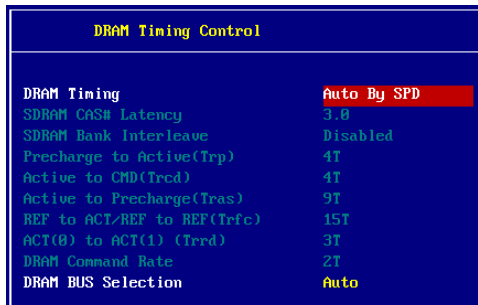 DRAM Timing Control
DRAM Timing Auto By SPD
SDRAM CAS# Latency 3.0
SDRAM Bank Interleave Disabled
Precharge to Active(Trp) 4T
Active to CMD(Trcd) 4T
Active to Precharge(Tras) 9T
REF to ACT/REF to REF(Trfc) 15T
ACT(0) to ACT(1) (Trrd) 3T
DRAM Command Rate 2T
DRAM BUS Selection Auto